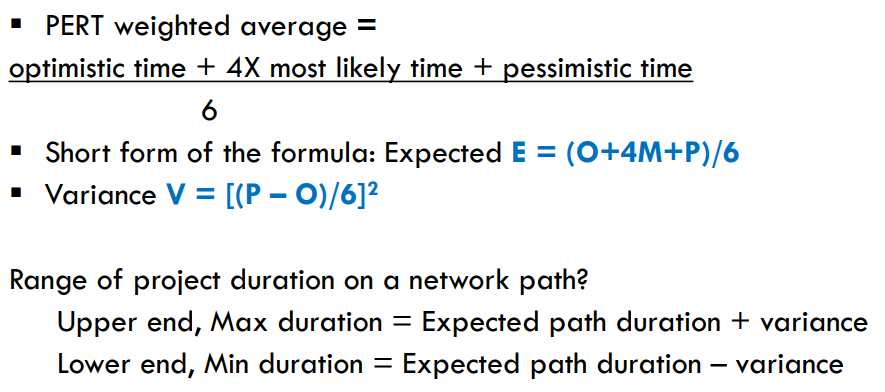 ▪ PERT weighted average =
optimistic time + 4X most likely time + pessimistic time
6
▪ Short form of the formula: Expected E = (O+4M+P)/6
▪ Variance V = [(P – O)/6]²
Range of project duration on a network path?
Upper end, Max duration = Expected path duration + variance
Lower end, Min duration = Expected path duration – variance